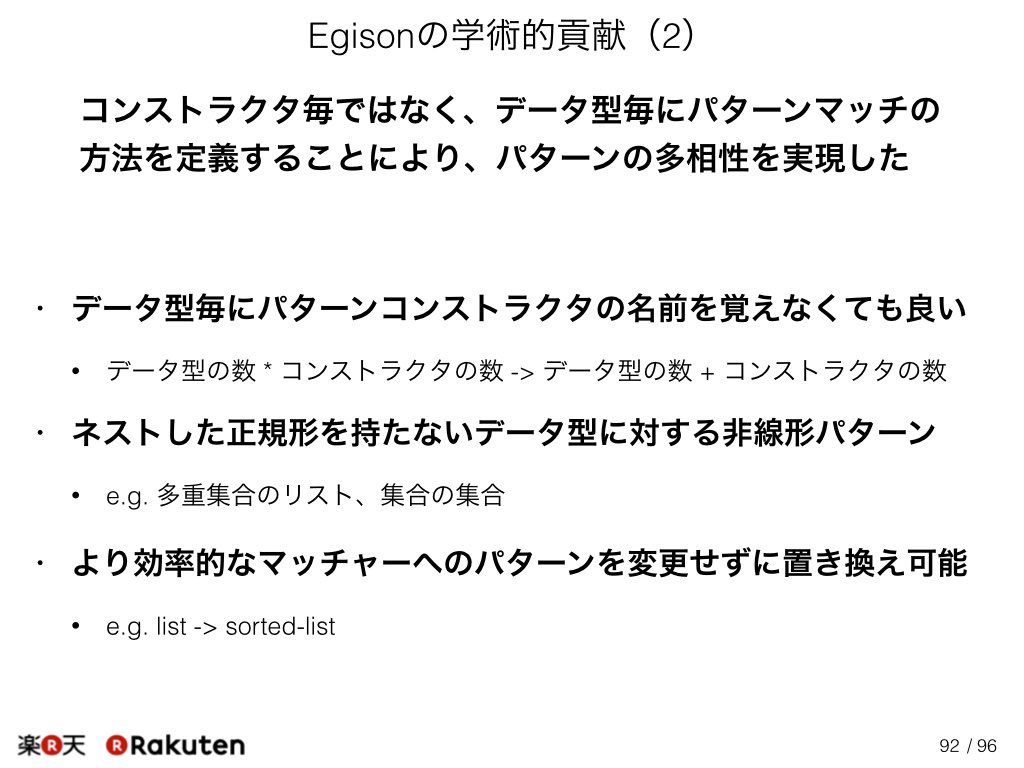 Egisonの学術的貢献（2）
コンストラクタ毎ではなく、データ型毎にパターンマッチの
方法を定義することにより、パターンの多相性を実現した
・ データ型毎にパターンコンストラクタの名前を覚えなくても良い
• データ型の数 * コンストラクタの数 -> データ型の数 + コンストラクタの数
・ ネストした正規形を持たないデータ型に対する非線形パターン
• e.g. 多重集合のリスト、集合の集合
・ より効率的なマッチャーへのパターンを変更せずに置き換え可能
• e.g. list -> sorted-list
楽R天 R Rakuten
92 / 96